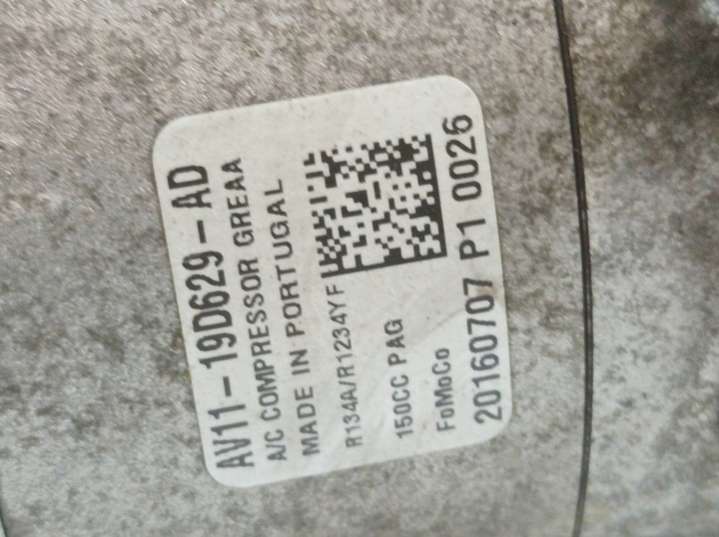 AV11-19D629-AD
A/C COMPRESSOR GREAA
MADE IN PORTUGAL
R134A/R1234YF
150CC PAG
FoMoCo
20160707 P1 0026